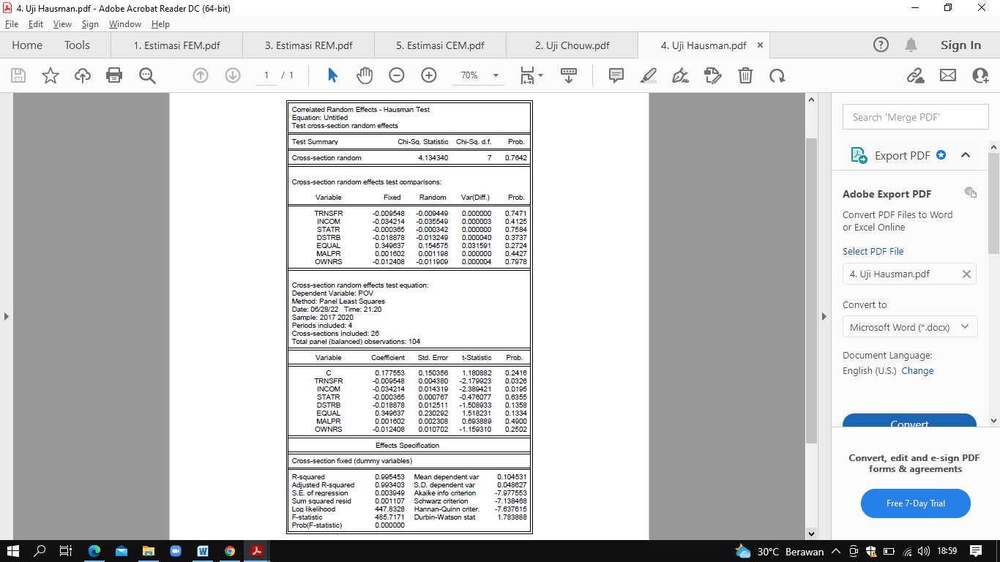 4. Uji Hausman.pdf - Adobe Acrobat Reader DC (64-bit)
File Edit View Sign Window Help
Home Tools 1. Estimasi FEM.pdf 3. Estimasi REM.pdf 5. Estimasi CEM.pdf 2. Uji Chouw.pdf 4. Uji Hausman.pdf × Sign In
1 / 1 70%
Correlated Random Effects - Hausman Test
Equation: Untitled
Test cross-section random effects
Test Summary Chi-Sq. Statistic Chi-Sq. d.f. Prob.
Cross-section random 4.134340 7 0.7642
Cross-section random effects test comparisons:
Variable Fixed Random Var(Diff.) Prob.
TRNSFR -0.009548 -0.009449 0.000000 0.7471
INCOM -0.034214 -0.035549 0.000003 0.4125
STATR -0.000365 -0.000342 0.000000 0.7584
DSTRB -0.018878 -0.013249 0.000040 0.3737
EQUAL 0.349637 0.154575 0.031591 0.2724
MALPR 0.001602 0.001198 0.000000 0.4427
OWNRS -0.012408 -0.011909 0.000004 0.7978
Cross-section random effects test equation:
Dependent Variable: POV
Method: Panel Least Squares
Date: 06/28/22 Time: 21:20
Sample: 2017 2020
Periods included: 4
Cross-sections included: 26
Total panel (balanced) observations: 104
Variable Coefficient Std. Error t-Statistic Prob.
C 0.177553 0.150356 1.180882 0.2416
TRNSFR -0.009548 0.004380 -2.179923 0.0326
INCOM -0.034214 0.014319 -2.389421 0.0195
STATR -0.000365 0.000767 -0.476077 0.6355
DSTRB -0.018878 0.012511 -1.508933 0.1358
EQUAL 0.349637 0.230292 1.518231 0.1334
MALPR 0.001602 0.002308 0.693889 0.4900
OWNRS -0.012408 0.010702 -1.159310 0.2502
Effects Specification
Cross-section fixed (dummy variables)
R-squared 0.995453 Mean dependent var 0.104531
Adjusted R-squared 0.993403 S.D. dependent var 0.048627
S.E. of regression 0.003949 Akaike info criterion -7.977553
Sum squared resid 0.001107 Schwarz criterion -7.138468
Log likelihood 447.8328 Hannan-Quinn criter. -7.637615
F-statistic 485.7171 Durbin-Watson stat 1.783888
Prob(F-statistic) 0.000000
Search 'Merge PDF'
Export PDF
Adobe Export PDF
Convert PDF Files to Word
or Excel Online
Select PDF File
4. Uji Hausman.pdf
Convert to
Microsoft Word (*.docx)
Document Language:
English (U.S.) Change
Convert
Convert, edit and e-sign PDF
forms & agreements
Free 7-Day Trial
30°C Berawan 18:59